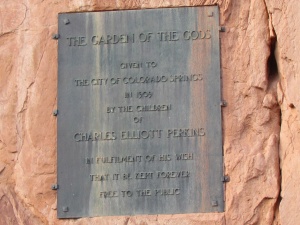 THE GARDEN OF THE GODS
GIVEN TO
THE CITY OF COLORADO SPRINGS
IN 1909
BY THE CHILDREN
OF
CHARLES ELLIOTT PERKINS
IN FULFILMENT OF HIS WISH
THAT IT BE KEPT FOREVER
FREE TO THE PUBLIC